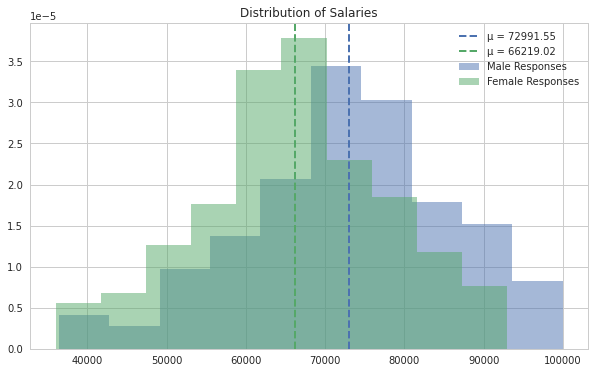 Distribution of Salaries
1e−5
μ = 72991.55
μ = 66219.02
Male Responses
Female Responses
3.5
3.0
2.5
2.0
1.5
1.0
0.5
0.0
40000 50000 60000 70000 80000 90000 100000